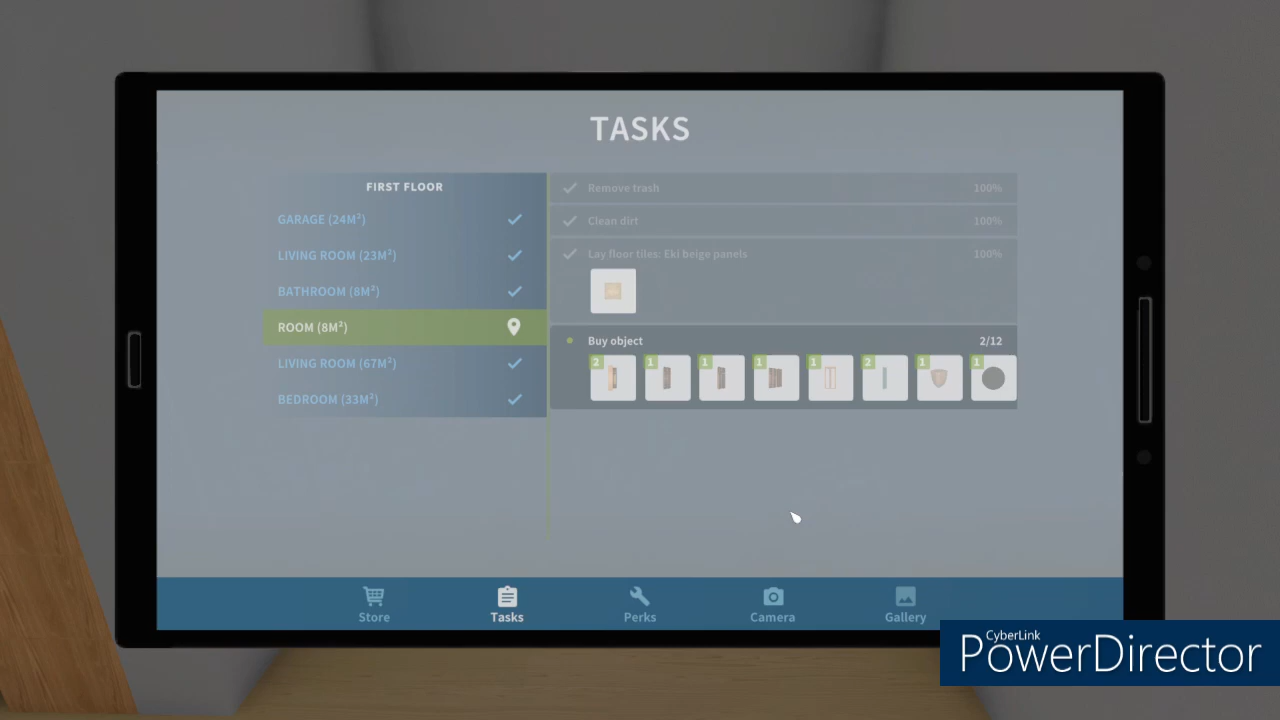 TASKS
FIRST FLOOR
GARAGE (24M²)
LIVING ROOM (23M²)
BATHROOM (8M²)
ROOM (8M²)
LIVING ROOM (67M²)
BEDROOM (33M²)
Remove trash 100%
Clean dirt 100%
Lay floor tiles: Eki beige panels 100%
Buy object 2/12
2 1 1 1 1 2 1 1
Store Tasks Perks Camera Gallery
CyberLink
PowerDirector